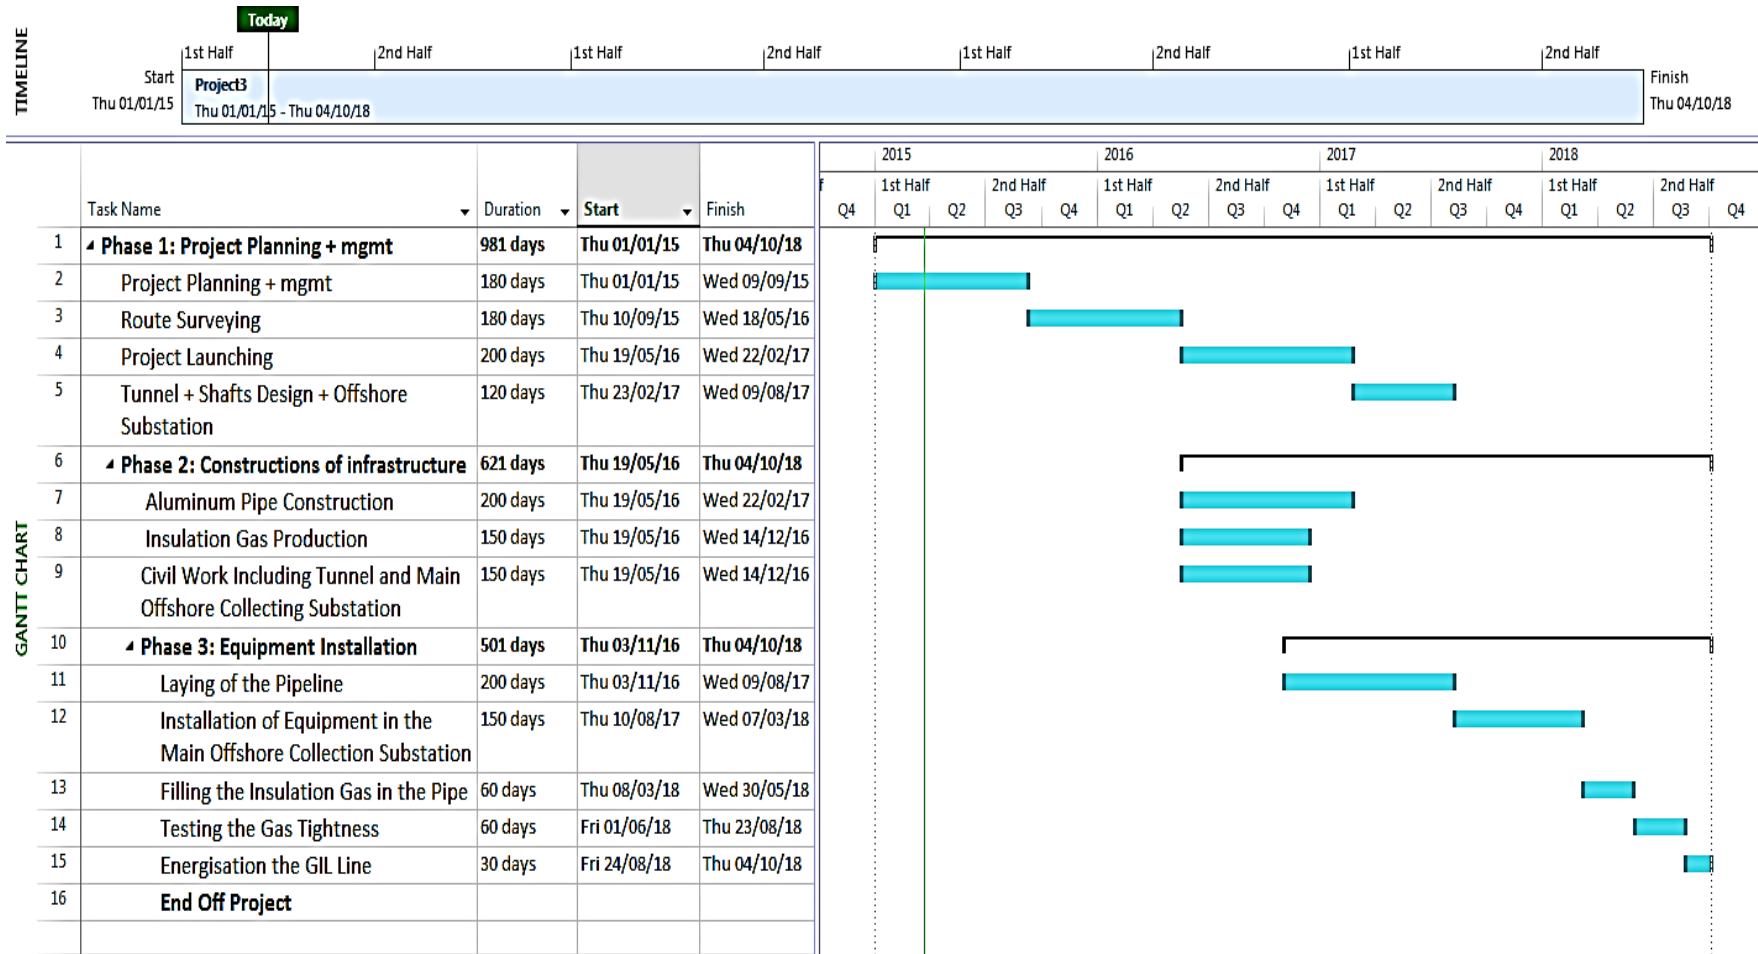 Today
TIMELINE
1st Half 2nd Half 1st Half 2nd Half 1st Half 2nd Half 1st Half 2nd Half
Start
Thu 01/01/15
Project3
Thu 01/01/15 - Thu 04/10/18
Finish
Thu 04/10/18
2015 2016 2017 2018
f 1st Half 2nd Half 1st Half 2nd Half 1st Half 2nd Half 1st Half 2nd Half
Task Name Duration Start Finish
Q4 Q1 Q2 Q3 Q4 Q1 Q2 Q3 Q4 Q1 Q2 Q3 Q4 Q1 Q2 Q3 Q4
GANTT CHART
1 Phase 1: Project Planning + mgmt 981 days Thu 01/01/15 Thu 04/10/18
2 Project Planning + mgmt 180 days Thu 01/01/15 Wed 09/09/15
3 Route Surveying 180 days Thu 10/09/15 Wed 18/05/16
4 Project Launching 200 days Thu 19/05/16 Wed 22/02/17
5 Tunnel + Shafts Design + Offshore 120 days Thu 23/02/17 Wed 09/08/17
Substation
6 Phase 2: Constructions of infrastructure 621 days Thu 19/05/16 Thu 04/10/18
7 Aluminum Pipe Construction 200 days Thu 19/05/16 Wed 22/02/17
8 Insulation Gas Production 150 days Thu 19/05/16 Wed 14/12/16
9 Civil Work Including Tunnel and Main 150 days Thu 19/05/16 Wed 14/12/16
Offshore Collecting Substation
10 Phase 3: Equipment Installation 501 days Thu 03/11/16 Thu 04/10/18
11 Laying of the Pipeline 200 days Thu 03/11/16 Wed 09/08/17
12 Installation of Equipment in the 150 days Thu 10/08/17 Wed 07/03/18
Main Offshore Collection Substation
13 Filling the Insulation Gas in the Pipe 60 days Thu 08/03/18 Wed 30/05/18
14 Testing the Gas Tightness 60 days Fri 01/06/18 Thu 23/08/18
15 Energisation the GIL Line 30 days Fri 24/08/18 Thu 04/10/18
16 End Off Project